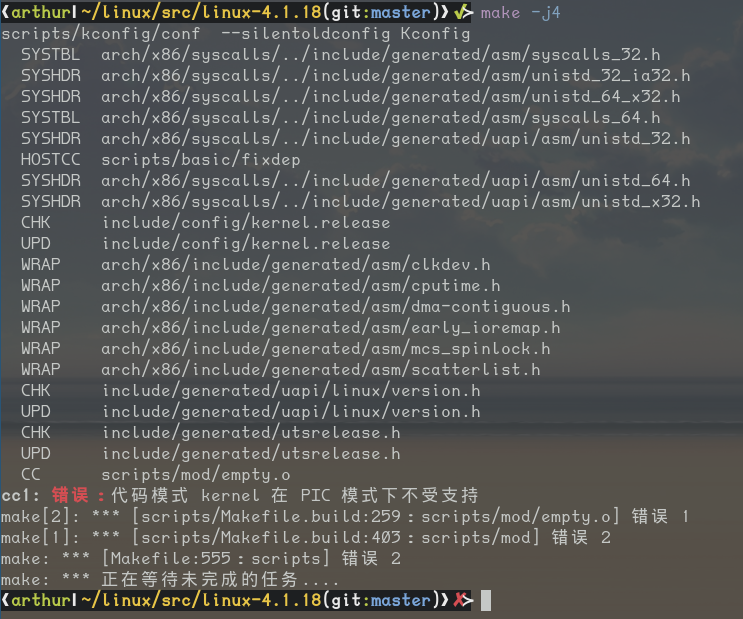 ❮arthur|~/linux/src/linux-4.1.18(git:master)❯✔> make -j4
scripts/kconfig/conf  --silentoldconfig Kconfig
  SYSTBL  arch/x86/syscalls/../include/generated/asm/syscalls_32.h
  SYSHDR  arch/x86/syscalls/../include/generated/asm/unistd_32_ia32.h
  SYSHDR  arch/x86/syscalls/../include/generated/asm/unistd_64_x32.h
  SYSTBL  arch/x86/syscalls/../include/generated/asm/syscalls_64.h
  SYSHDR  arch/x86/syscalls/../include/generated/uapi/asm/unistd_32.h
  HOSTCC  scripts/basic/fixdep
  SYSHDR  arch/x86/syscalls/../include/generated/uapi/asm/unistd_64.h
  SYSHDR  arch/x86/syscalls/../include/generated/uapi/asm/unistd_x32.h
  CHK     include/config/kernel.release
  UPD     include/config/kernel.release
  WRAP    arch/x86/include/generated/asm/clkdev.h
  WRAP    arch/x86/include/generated/asm/cputime.h
  WRAP    arch/x86/include/generated/asm/dma-contiguous.h
  WRAP    arch/x86/include/generated/asm/early_ioremap.h
  WRAP    arch/x86/include/generated/asm/mcs_spinlock.h
  WRAP    arch/x86/include/generated/asm/scatterlist.h
  CHK     include/generated/uapi/linux/version.h
  UPD     include/generated/uapi/linux/version.h
  CHK     include/generated/utsrelease.h
  UPD     include/generated/utsrelease.h
  CC      scripts/mod/empty.o
cc1: 错误：代码模式 kernel 在 PIC 模式下不受支持
make[2]: *** [scripts/Makefile.build:259：scripts/mod/empty.o] 错误 1
make[1]: *** [scripts/Makefile.build:403：scripts/mod] 错误 2
make: *** [Makefile:555：scripts] 错误 2
make: *** 正在等待未完成的任务....
❮arthur|~/linux/src/linux-4.1.18(git:master)❯✘>